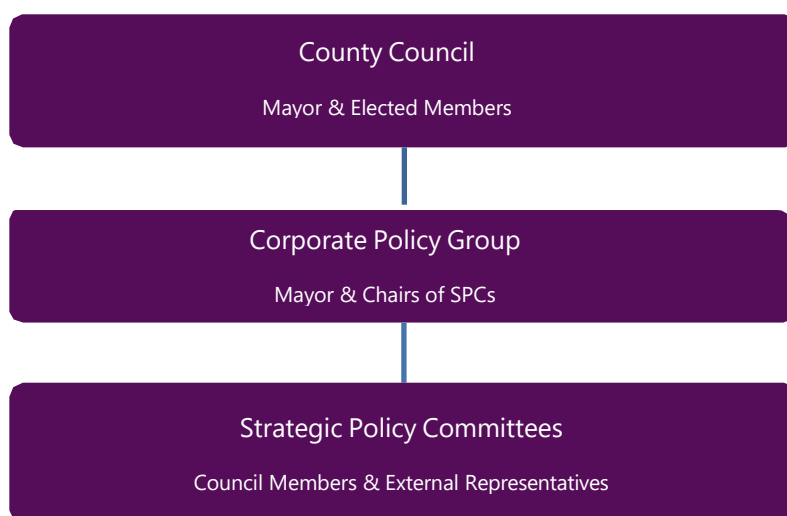 County Council
Mayor & Elected Members
Corporate Policy Group
Mayor & Chairs of SPCs
Strategic Policy Committees
Council Members & External Representatives